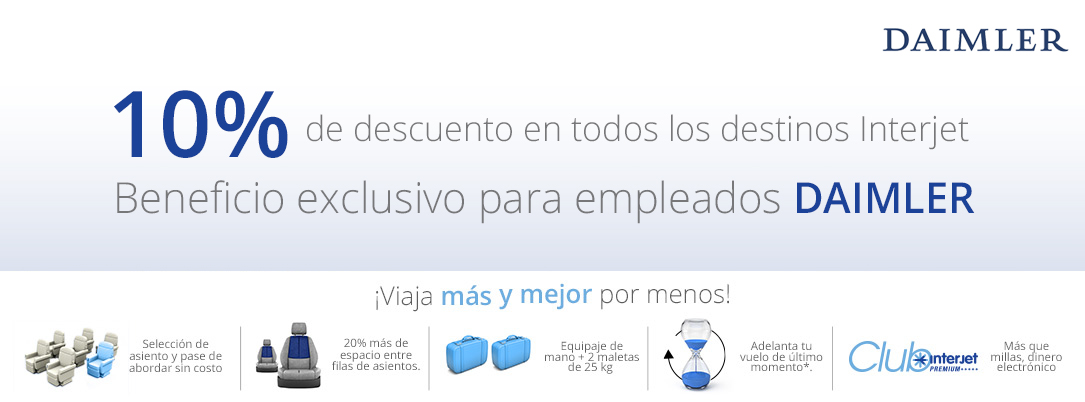 DAIMLER
10% de descuento en todos los destinos Interjet
Beneficio exclusivo para empleados DAIMLER
¡Viaja más y mejor por menos!
Selección de
asiento y pase de
abordar sin costo
20% más de
espacio entre
filas de asientos.
Equipaje de
mano + 2 maletas
de 25 kg
Adelanta tu
vuelo de último
momento*.
Club interjet
PREMIUM
Más que
millas, dinero
electrónico